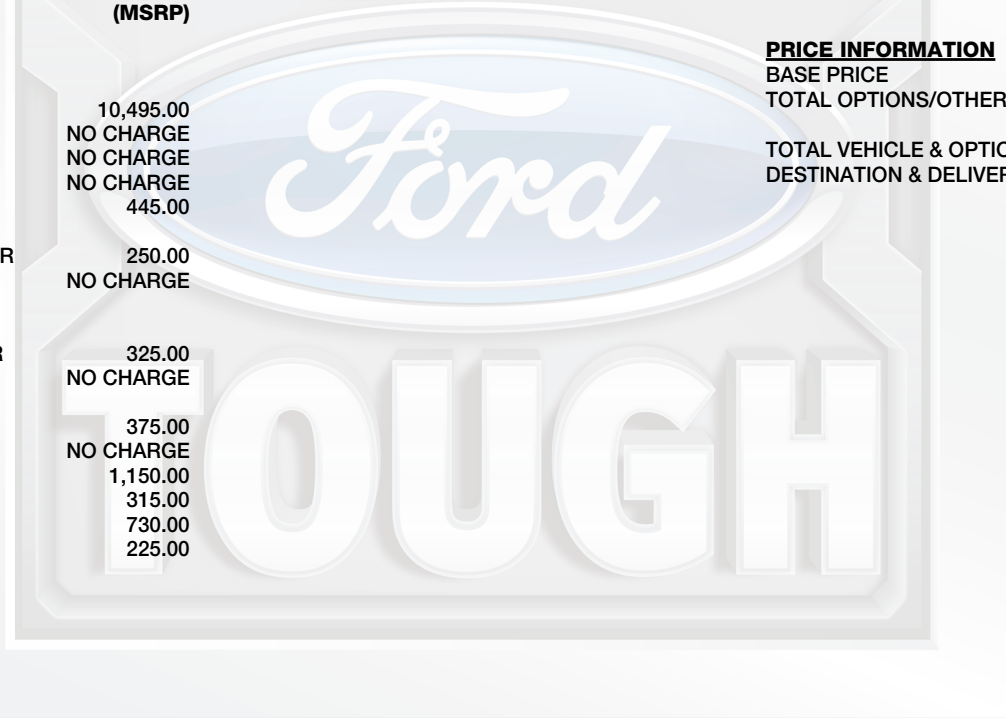 (MSRP)
10,495.00
NO CHARGE
NO CHARGE
NO CHARGE
445.00
R 250.00
NO CHARGE
R 325.00
NO CHARGE
375.00
NO CHARGE
1,150.00
315.00
730.00
225.00
PRICE INFORMATION
BASE PRICE
TOTAL OPTIONS/OTHER
TOTAL VEHICLE & OPTIO
DESTINATION & DELIVER
Ford
TOUGH